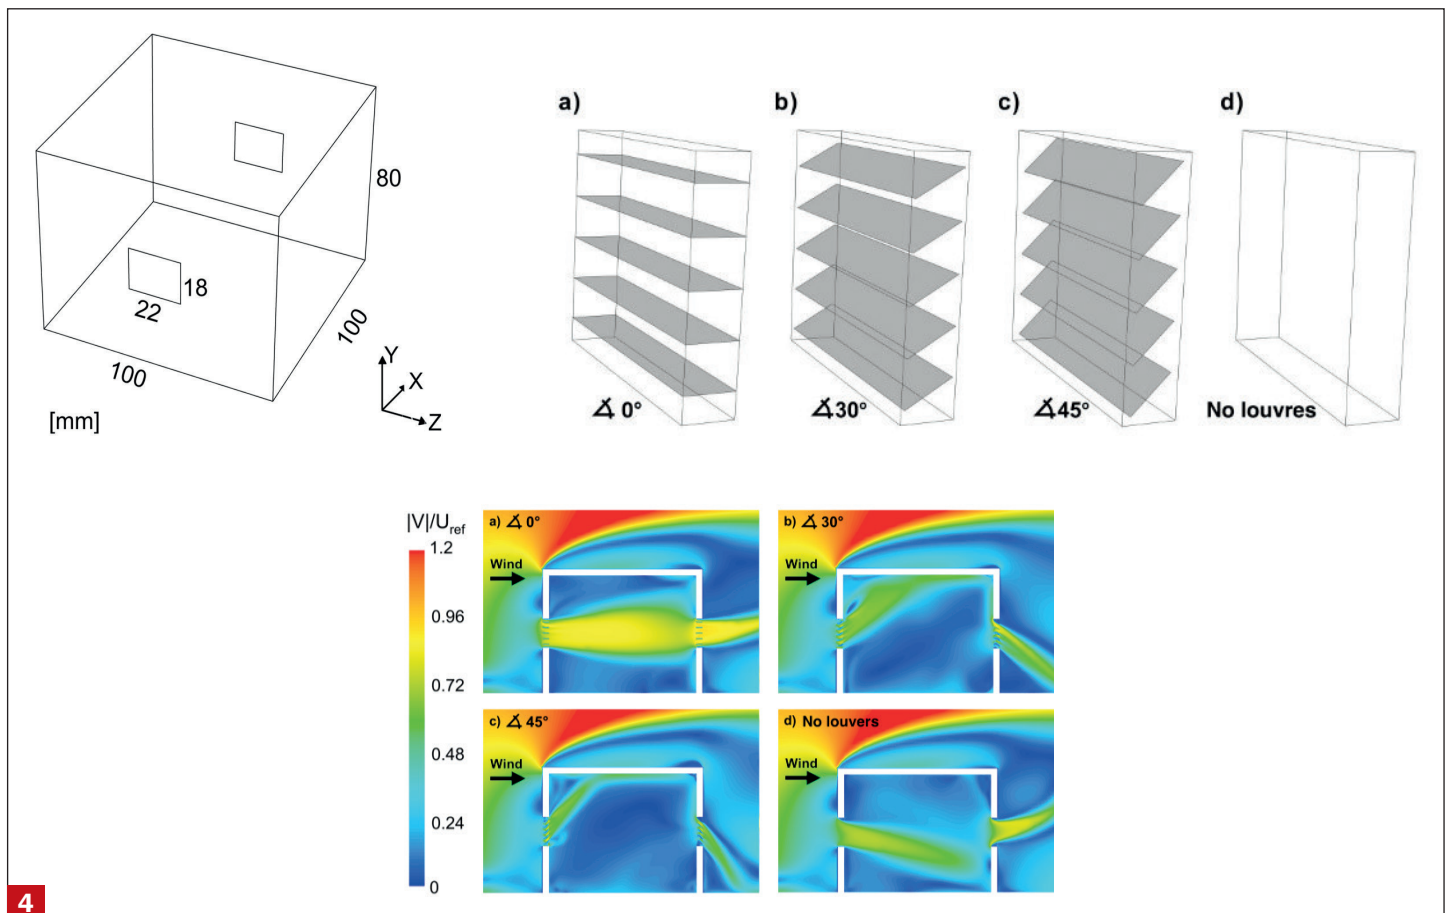 80
18
22
100
100
Y
X
Z
[mm]
a)
b)
c)
d)
∡ 0°
∡30°
∡45°
No louvres
|V|/Uref
1.2
0.96
0.72
0.48
0.24
0
a) ∡ 0°
Wind
b) ∡ 30°
Wind
c) ∡ 45°
Wind
d) No louvers
Wind
4